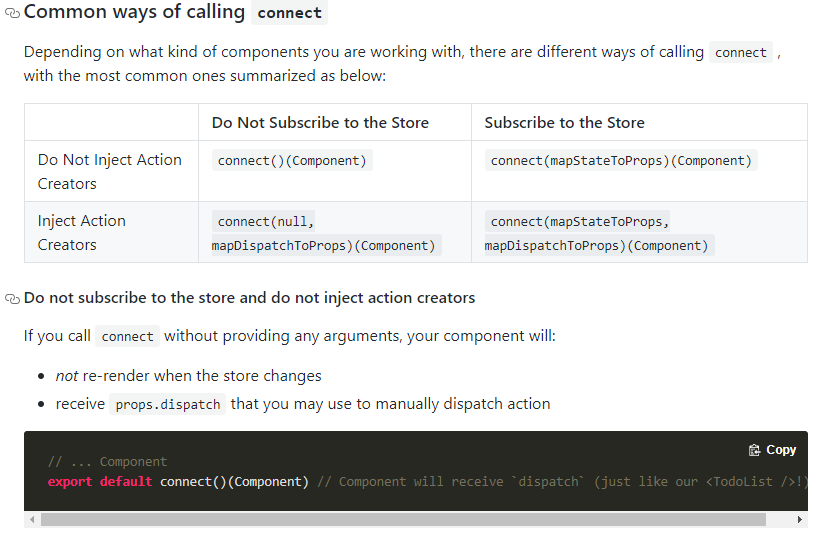 Common ways of calling connect
Depending on what kind of components you are working with, there are different ways of calling connect ,
with the most common ones summarized as below:
Do Not Subscribe to the Store Subscribe to the Store
Do Not Inject Action connect()(Component) connect(mapStateToProps)(Component)
Creators
Inject Action connect(null, connect(mapStateToProps,
Creators mapDispatchToProps)(Component) mapDispatchToProps)(Component)
Do not subscribe to the store and do not inject action creators
If you call connect without providing any arguments, your component will:
not re-render when the store changes
receive props.dispatch that you may use to manually dispatch action
Copy
// ... Component
export default connect()(Component) // Component will receive `dispatch` (just like our <TodoList />!)